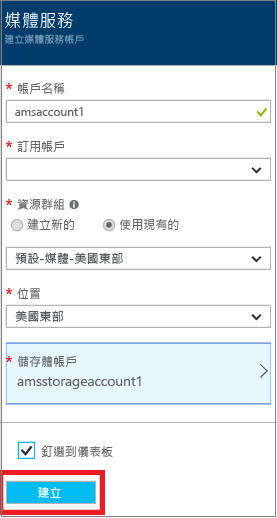 媒體服務
建立媒體服務帳戶
* 帳戶名稱
amsaccount1
* 訂用帳戶
* 資源群組
建立新的 使用現有的
預設-媒體-美國東部
* 位置
美國東部
* 儲存體帳戶
amsstorageaccount1
釘選到儀表板
建立